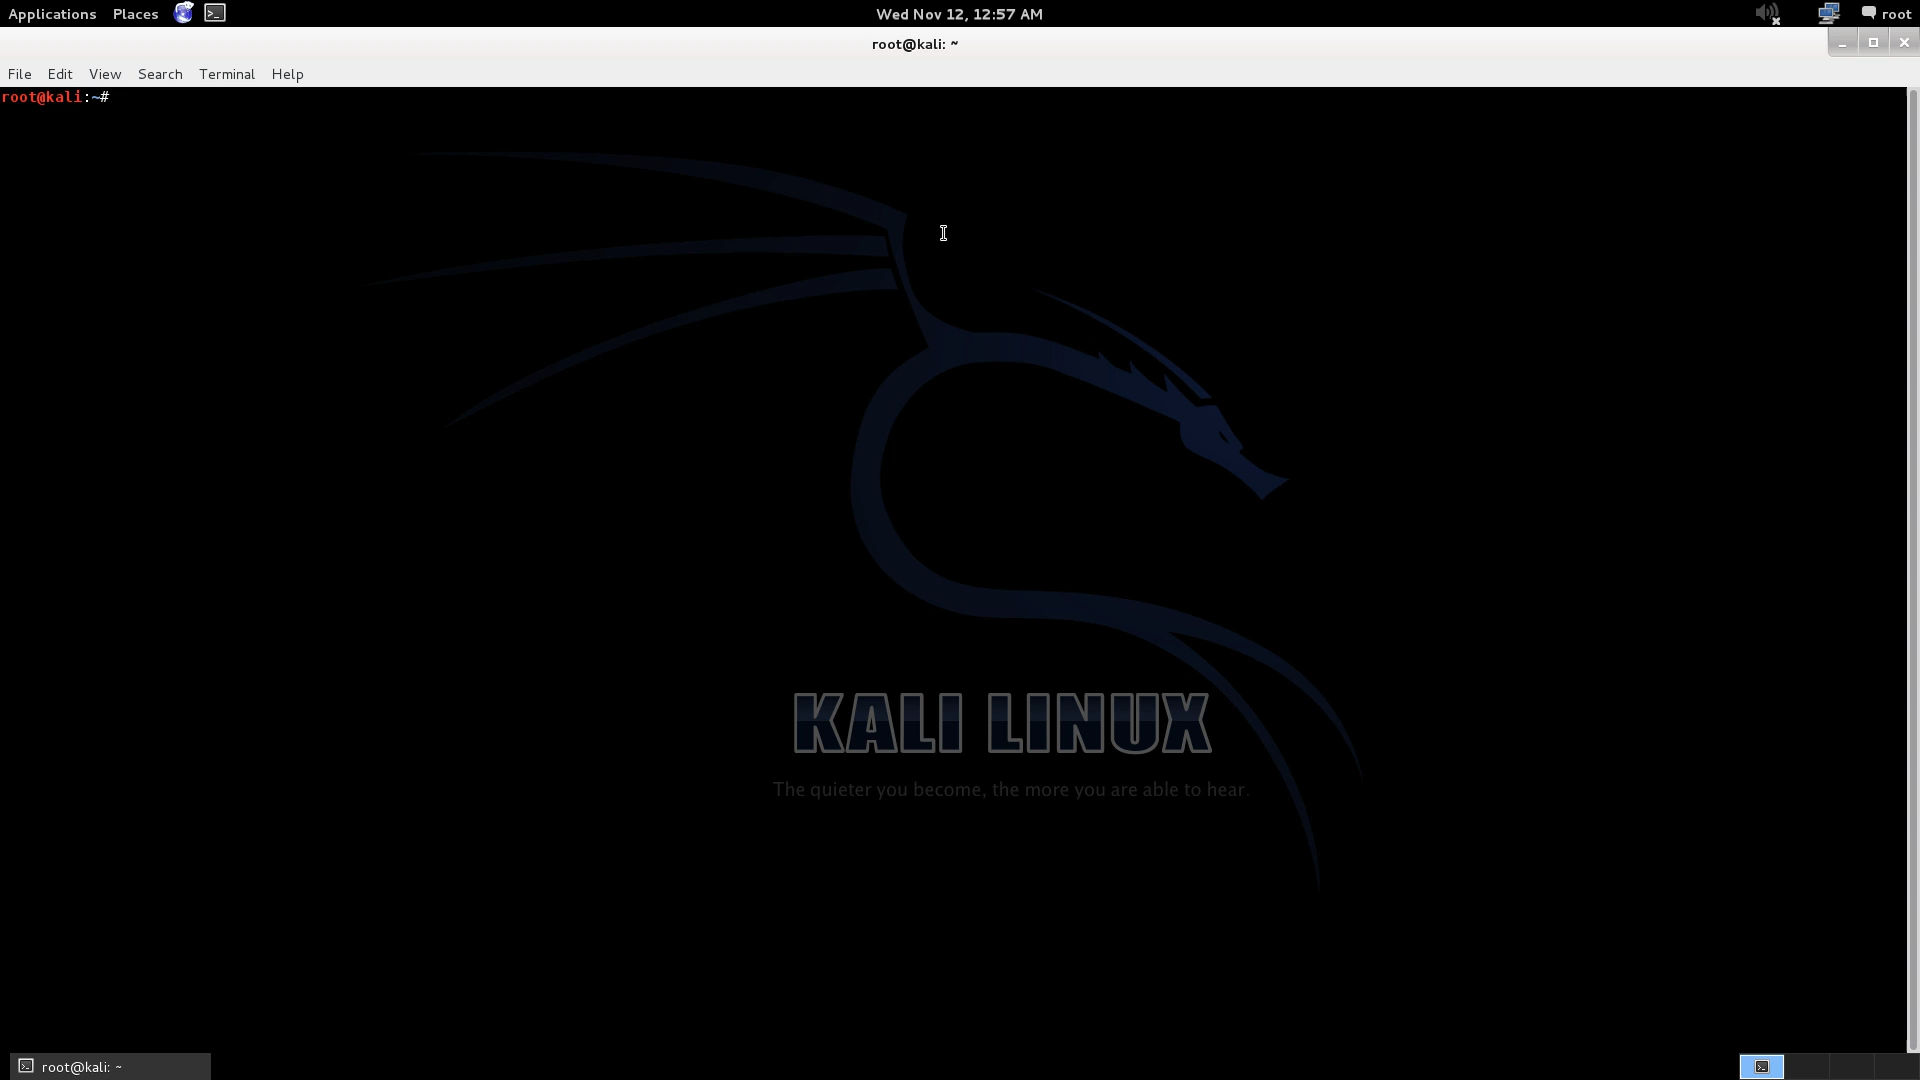 Applications Places Wed Nov 12, 12:57 AM root
root@kali: ~
File Edit View Search Terminal Help
root@kali:~#
KALI LINUX
The quieter you become, the more you are able to hear.
root@kali: ~